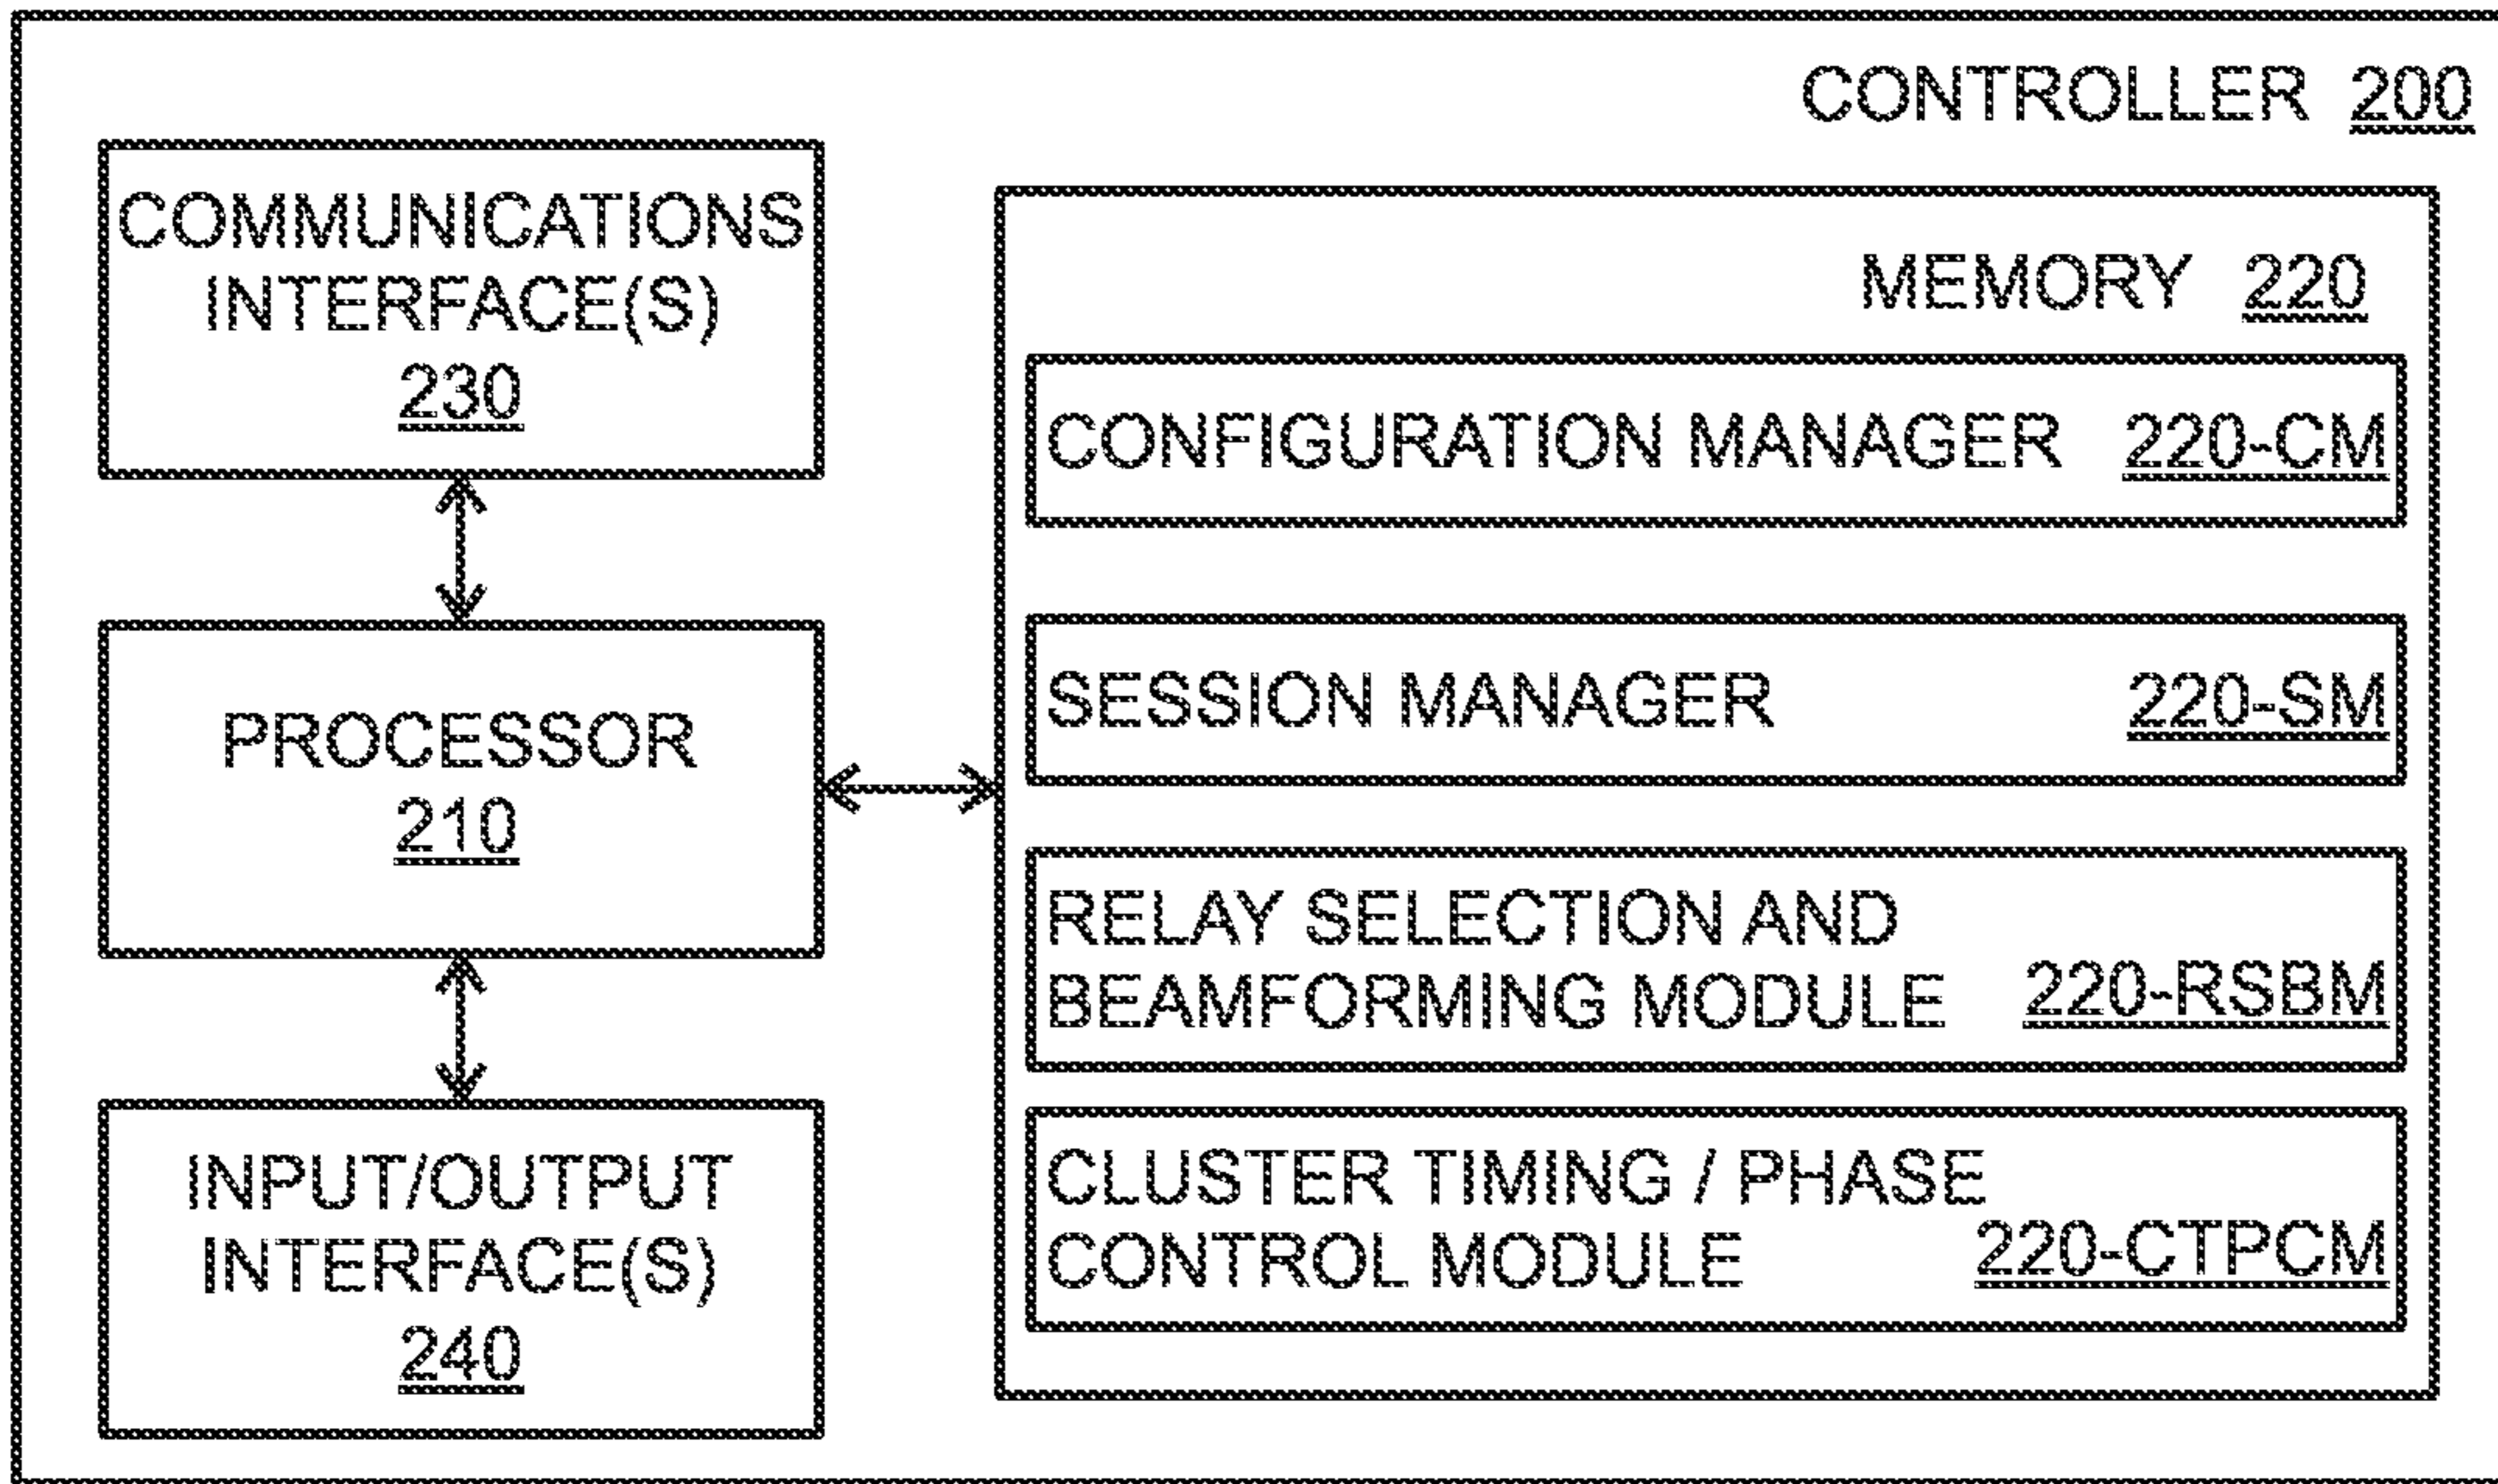 CONTROLLER 200
COMMUNICATIONS
INTERFACE(S)
230
PROCESSOR
210
INPUT/OUTPUT
INTERFACE(S)
240
MEMORY 220
CONFIGURATION MANAGER 220-CM
SESSION MANAGER 220-SM
RELAY SELECTION AND
BEAMFORMING MODULE 220-RSBM
CLUSTER TIMING / PHASE
CONTROL MODULE 220-CTPCM